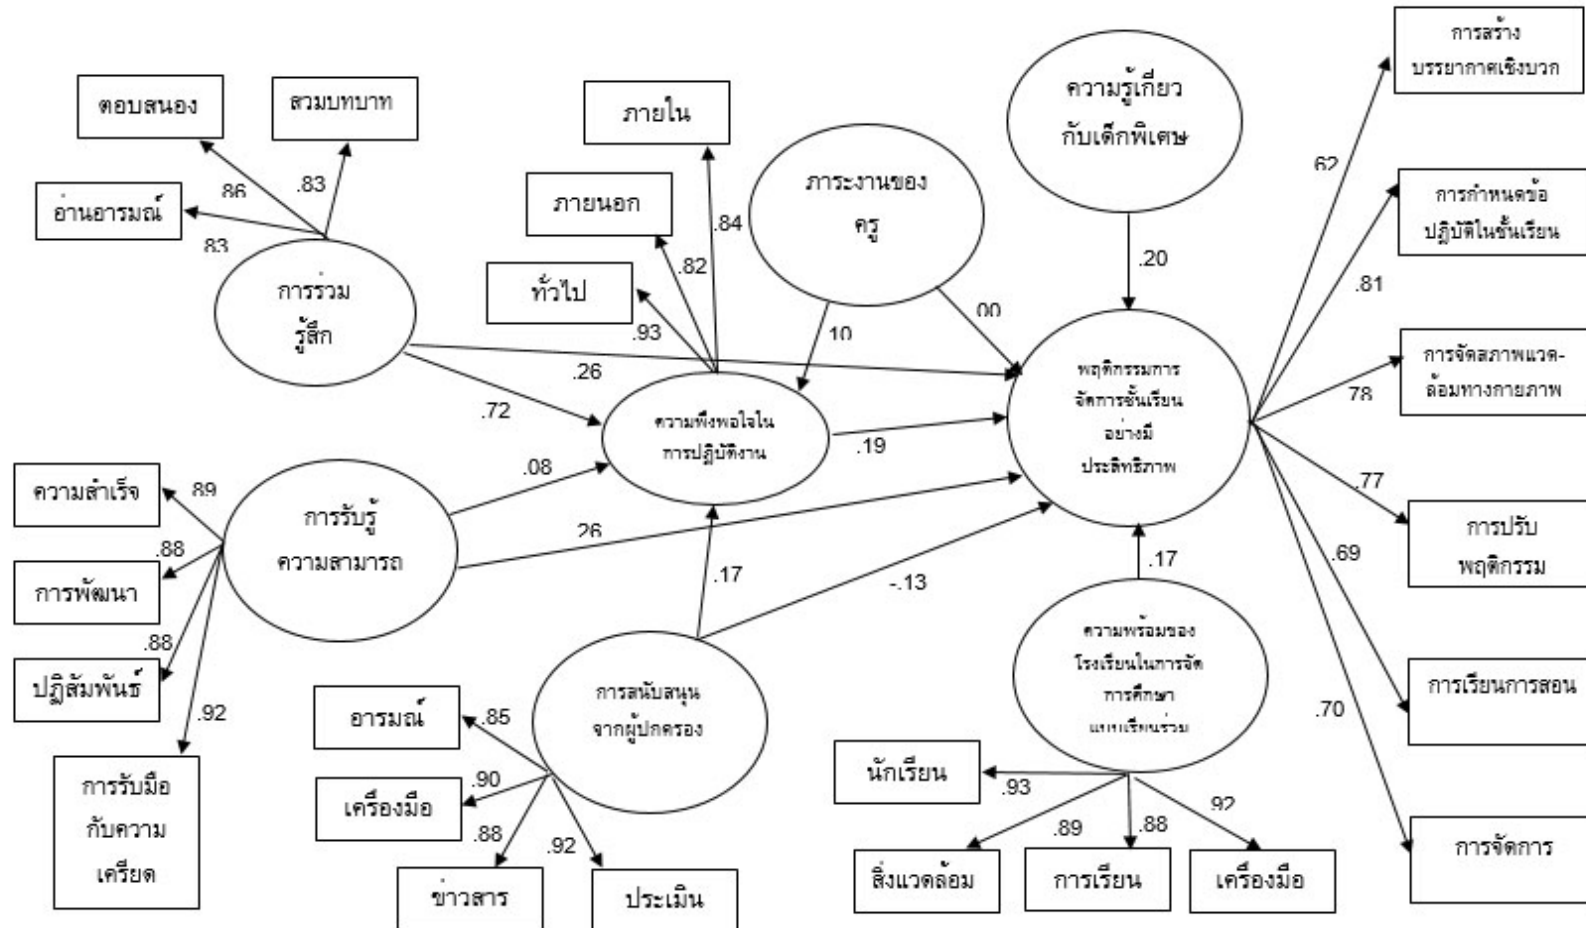 การสร้าง
บรรยากาศเชิงบวก
ตอบสนอง
สวมบทบาท
ภายใน
ความรู้เกี่ยว
กับเด็กพิเศษ
.62
.86
.83
อ่านอารมณ์
.83
ภายนอก
.84
ภาระงานของ
ครู
การกำหนดข้อ
ปฏิบัติในชั้นเรียน
.82
.20
.81
ทั่วไป
.93
การร่วม
รู้สึก
.10
.00
.26
.72
ความพึงพอใจใน
การปฏิบัติงาน
.19
พฤติกรรมการ
จัดการชั้นเรียน
อย่างมี
ประสิทธิภาพ
.78
การจัดสภาพแวด-
ล้อมทางกายภาพ
ความสำเร็จ
.89
.08
การรับรู้
ความสามารถ
.26
.77
การปรับ
พฤติกรรม
.88
การพัฒนา
.17
-.13
.17
.69
.88
ปฏิสัมพันธ์
.92
การสนับสนุน
จากผู้ปกครอง
ความพร้อมของ
โรงเรียนในการจัด
การศึกษา
แบบเรียนร่วม
การเรียนการสอน
.70
อารมณ์
.85
การรับมือ
กับความ
เครียด
เครื่องมือ
.90
.88
.92
ข่าวสาร
ประเมิน
นักเรียน
.93
.89
.88
.92
สิ่งแวดล้อม
การเรียน
เครื่องมือ
การจัดการ